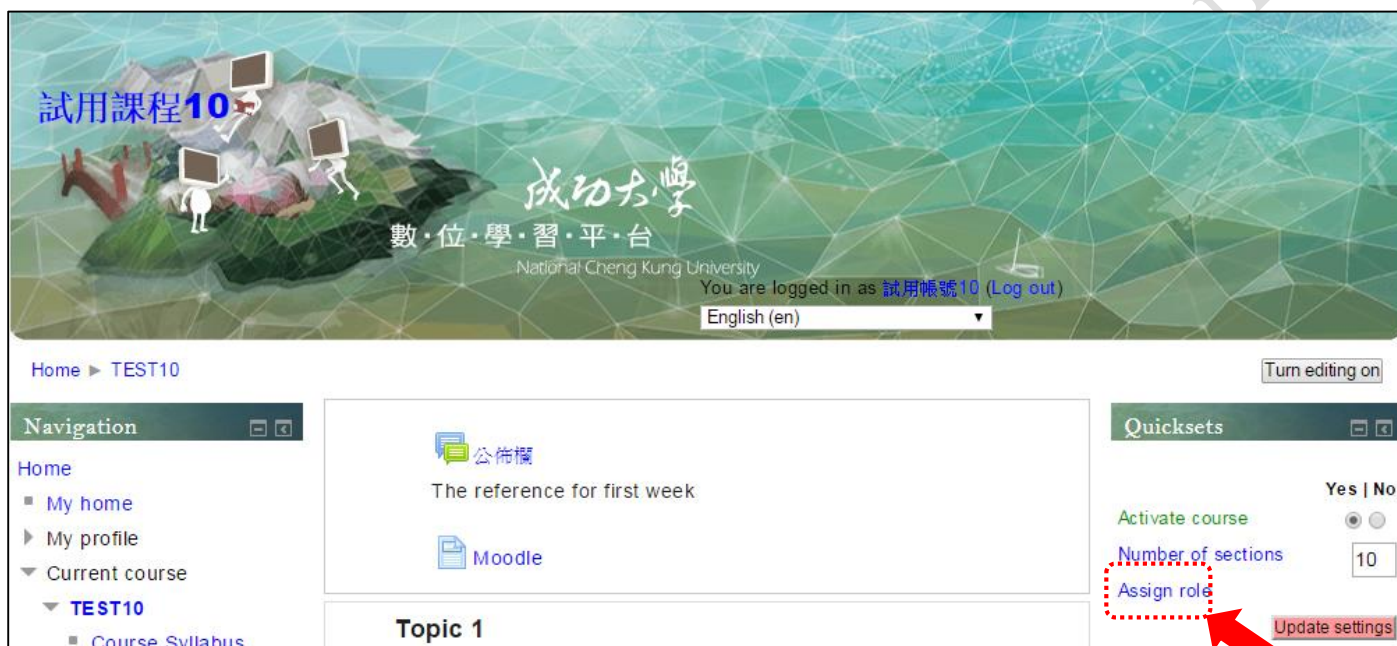 試用課程10
成功大學
數·位·學·習·平·台
National Cheng Kung University
You are logged in as 試用帳號10 (Log out)
English (en)
Home ► TEST10
Turn editing on
Navigation
Home
My home
My profile
Current course
TEST10
Course Syllabus
公佈欄
The reference for first week
Moodle
Topic 1
Quicksets
Yes | No
Activate course
Number of sections 10
Assign role
Update settings